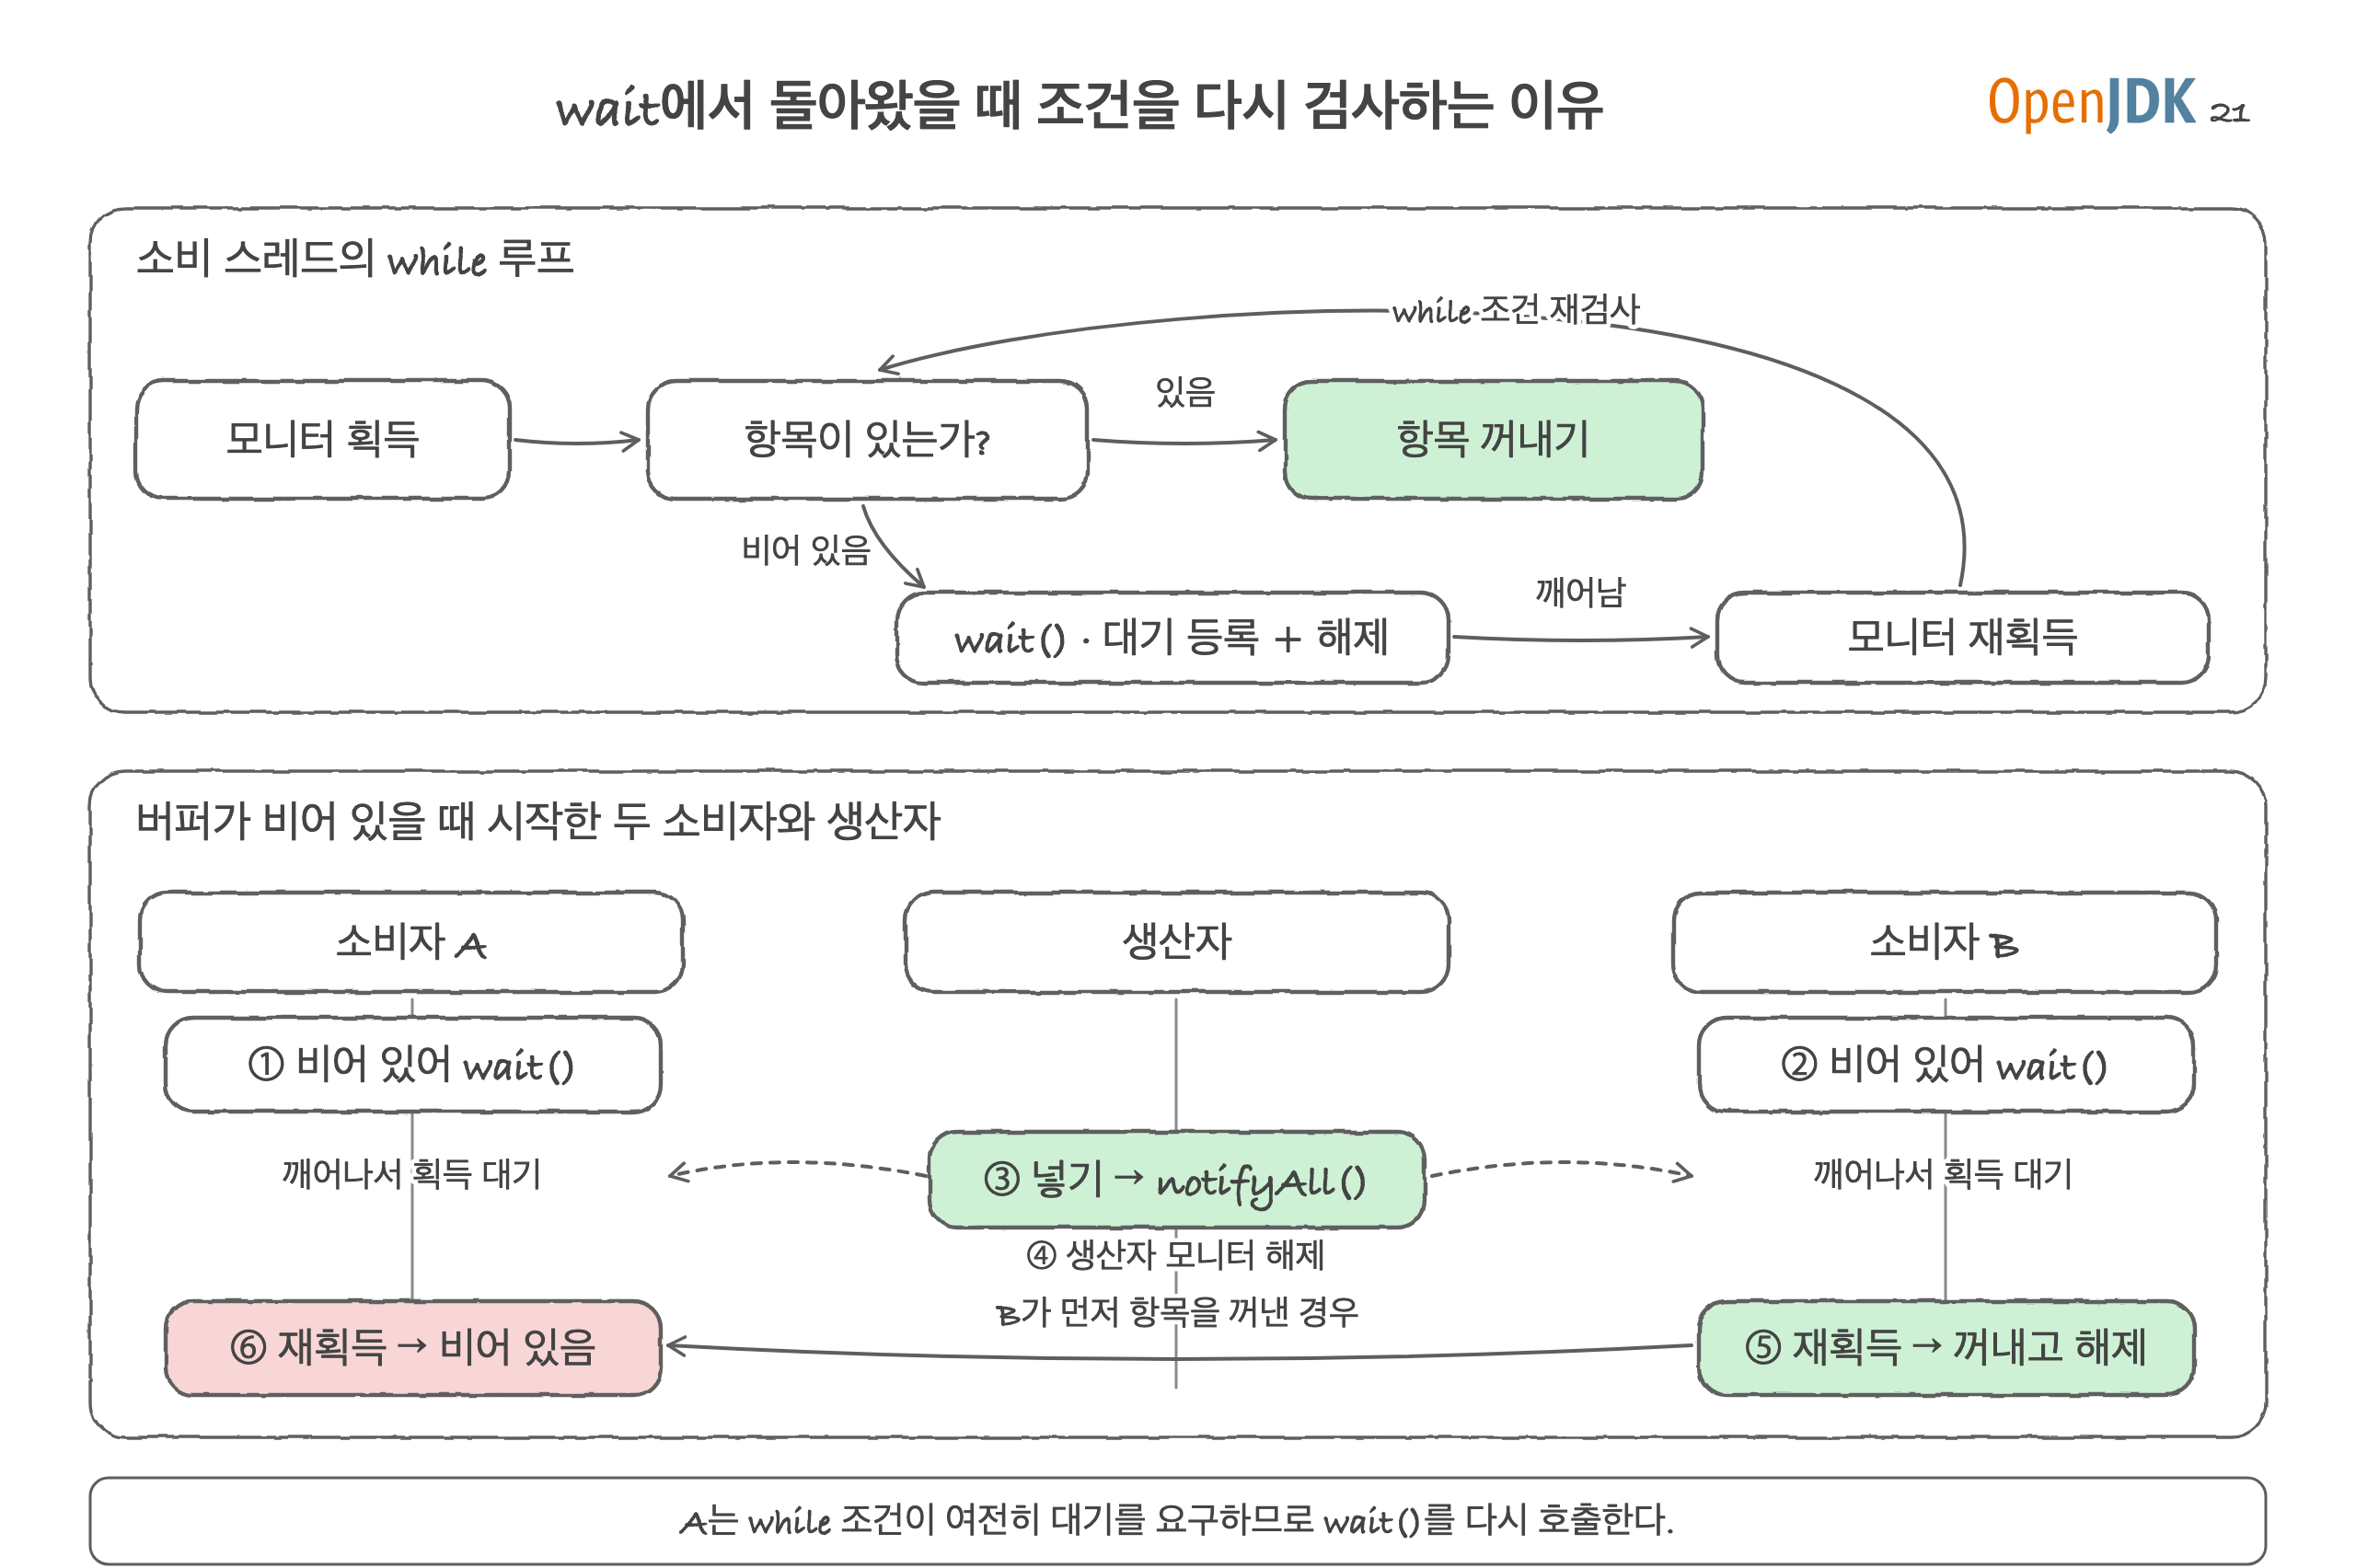 wait에서 돌아왔을 때 조건을 다시 검사하는 이유
OpenJDK 21
소비 스레드의 while 루프
while 조건 재검사
모니터 획득
항목이 있는가?
있음
항목 꺼내기
비어 있음
wait() · 대기 등록 + 해제
깨어남
모니터 재획득
버퍼가 비어 있을 때 시작한 두 소비자와 생산자
소비자 A
생산자
소비자 B
① 비어 있어 wait()
② 비어 있어 wait()
깨어나서 획득 대기
③ 넣기 → notifyAll()
깨어나서 획득 대기
④ 생산자 모니터 해제
B가 먼저 항목을 꺼낸 경우
⑥ 재획득 → 비어 있음
⑤ 재획득 → 꺼내고 해제
A는 while 조건이 여전히 대기를 요구하므로 wait()를 다시 호출한다.